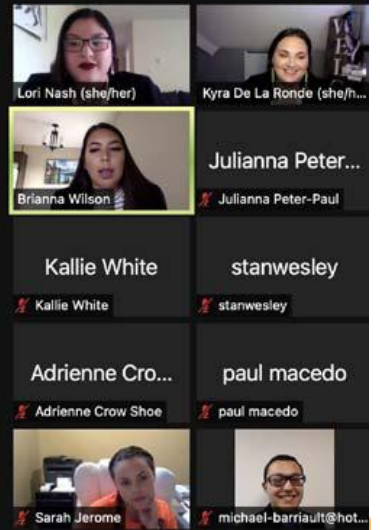 Lori Nash (she/her)
Kyra De La Ronde (she/h...
Brianna Wilson
Julianna Peter...
Julianna Peter-Paul
Kallie White
Kallie White
stanwesley
stanwesley
Adrienne Cro...
Adrienne Crow Shoe
paul macedo
paul macedo
Sarah Jerome
michael-barriault@hot...